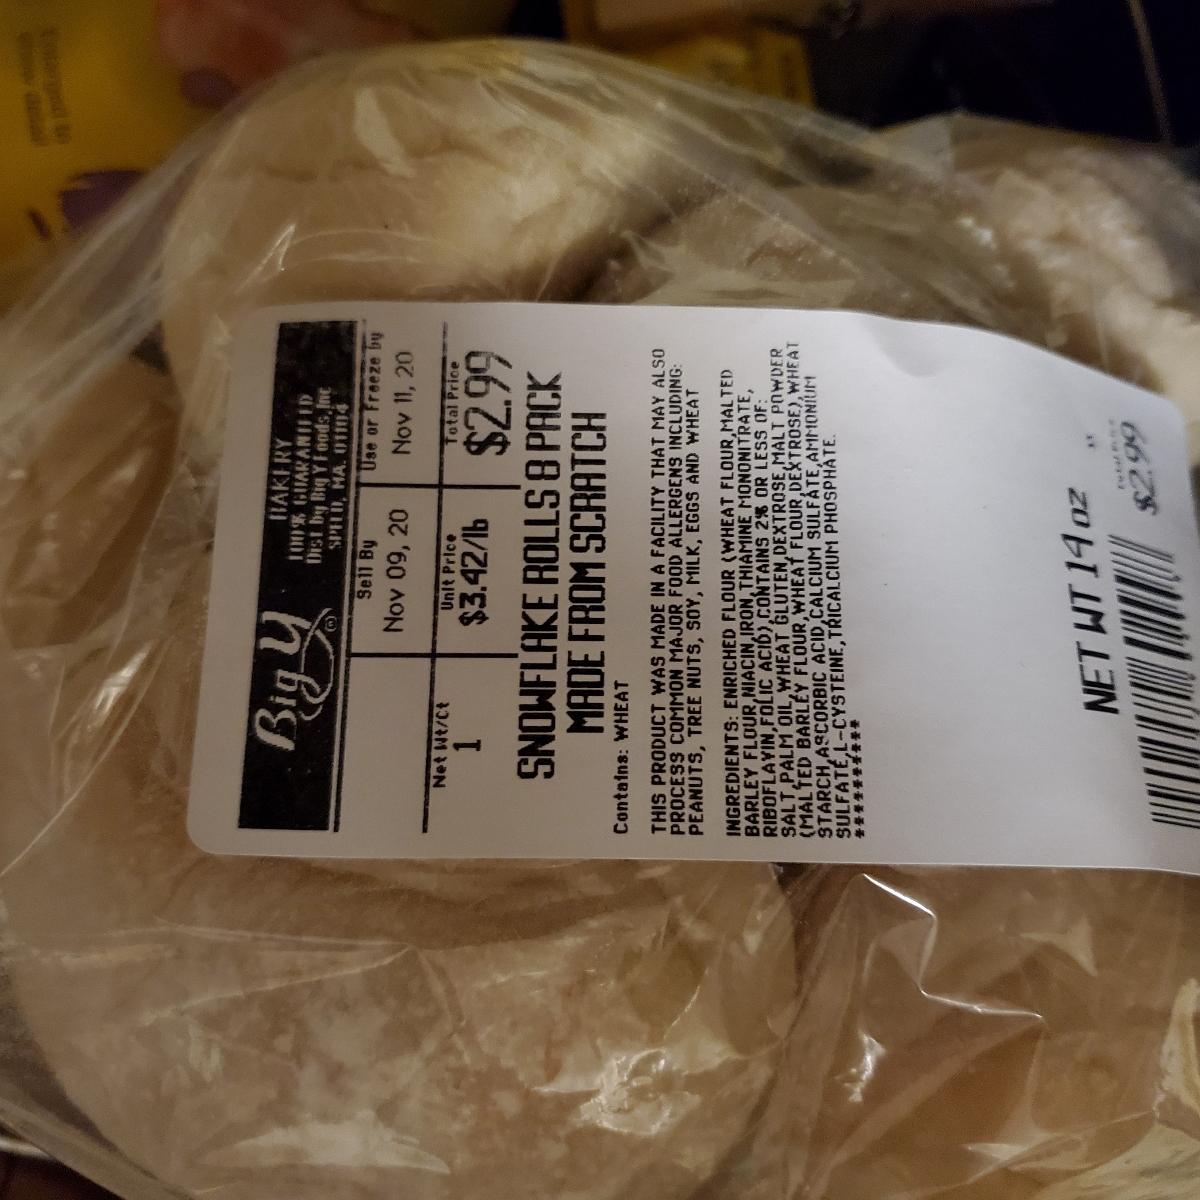 Big Y
BAKERY
100% GUARANTEED
Dist by Big Y Foods, Inc
SPFLD, MA. 01104
Sell By
Nov 09, 20
Use or Freeze by
Nov 11, 20
Net Wt/Ct
1
Unit Price
$3.42/lb
Total Price
$2.99
SNOWFLAKE ROLLS 8 PACK
MADE FROM SCRATCH
Contains: WHEAT
THIS PRODUCT WAS MADE IN A FACILITY THAT MAY ALSO
PROCESS COMMON MAJOR FOOD ALLERGENS INCLUDING:
PEANUTS, TREE NUTS, SOY, MILK, EGGS AND WHEAT
INGREDIENTS: ENRICHED FLOUR (WHEAT FLOUR,MALTED
BARLEY FLOUR,NIACIN,IRON,THIAMINE MONONITRATE,
RIBOFLAVIN,FOLIC ACID),CONTAINS 2% OR LESS OF:
SALT,PALM OIL,WHEAT GLUTEN,DEXTROSE,MALT POWDER
(MALTED BARLEY FLOUR,WHEAT FLOUR,DEXTROSE),WHEAT
STARCH,ASCORBIC ACID,CALCIUM SULFATE,AMMONIUM
SULFATE,L-CYSTEINE,TRICALCIUM PHOSPHATE.
***********
NET WT 14 OZ
Total Price
$2.99